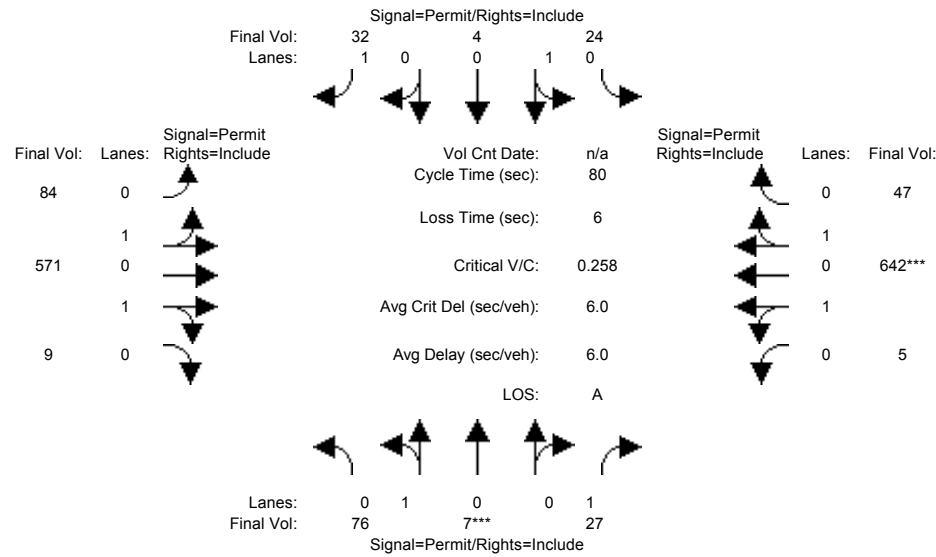 Signal=Permit/Rights=Include
Final Vol: 32 4 24
Lanes: 1 0 0 1 0
Signal=Permit Signal=Permit
Final Vol: Lanes: Rights=Include Vol Cnt Date: n/a Rights=Include Lanes: Final Vol:
Cycle Time (sec): 80
84 0 0 47
Loss Time (sec): 6
1 1
571 0 Critical V/C: 0.258 0 642***
1 Avg Crit Del (sec/veh): 6.0 1
9 0 Avg Delay (sec/veh): 6.0 0 5
LOS: A
Lanes: 0 1 0 0 1
Final Vol: 76 7*** 27
Signal=Permit/Rights=Include